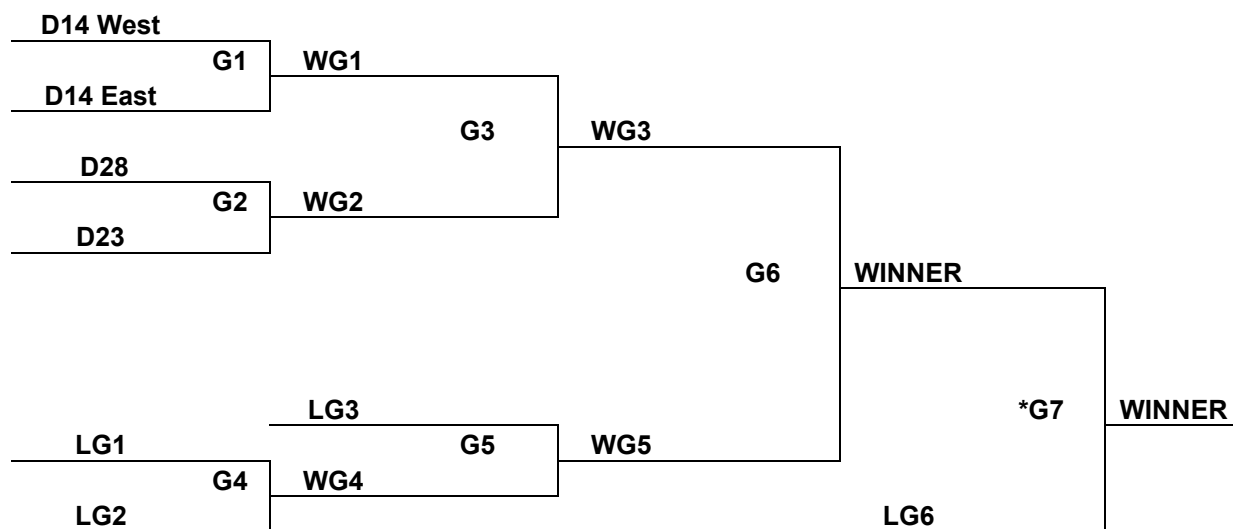 D14 West
G1 WG1
D14 East
G3 WG3
D28
G2 WG2
D23
G6 WINNER
LG3 *G7 WINNER
LG1 G5 WG5
G4 WG4
LG2 LG6